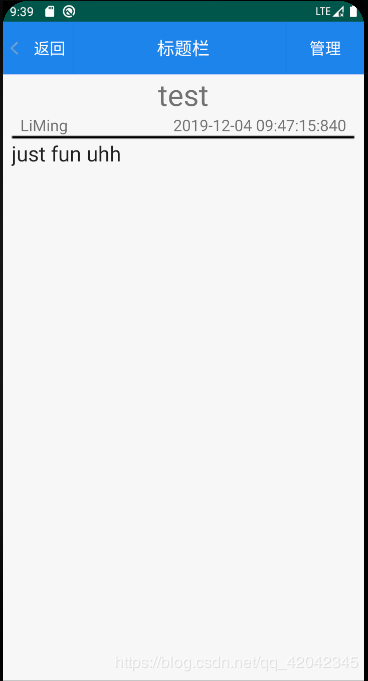 9:39 LTE
返回 标题栏 管理
test
LiMing 2019-12-04 09:47:15:840
just fun uhh
https://blog.csdn.net/qq_42042345